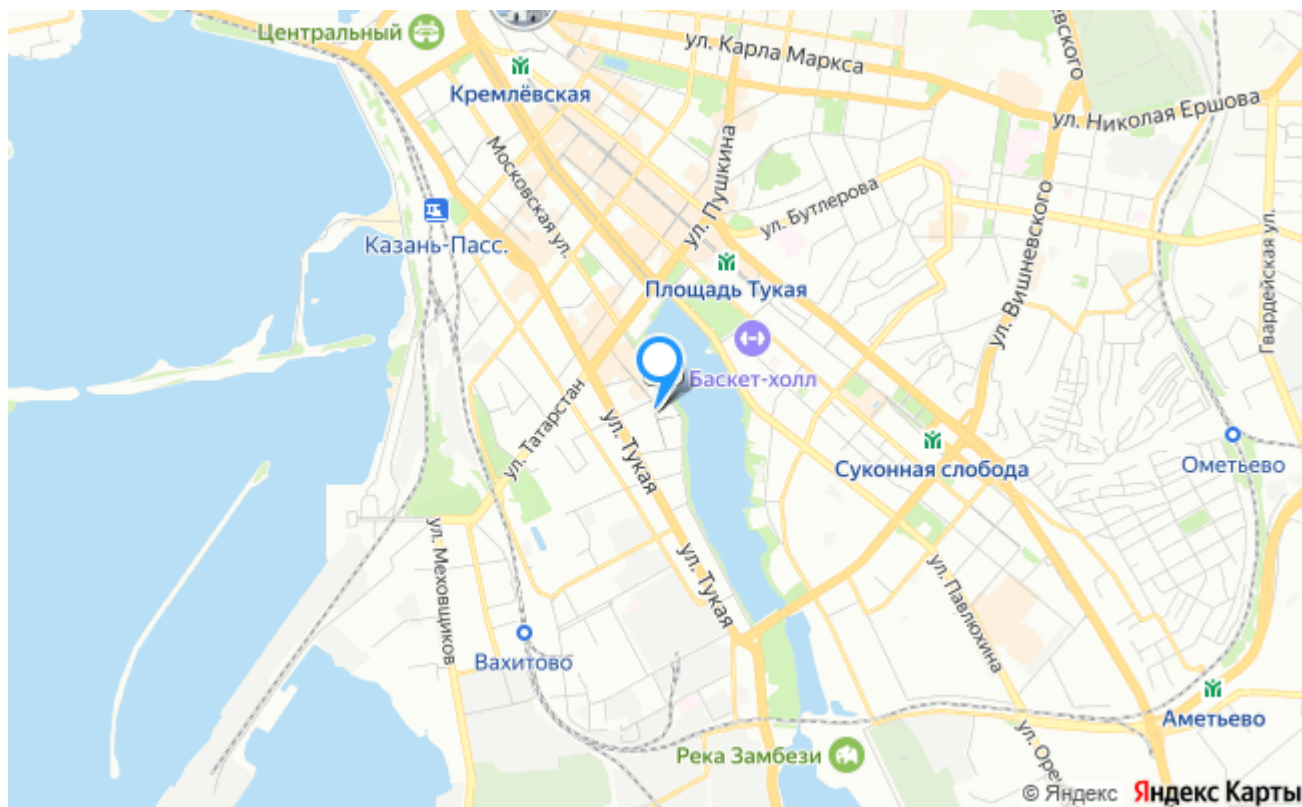 Центральный
ул. Карла Маркса
Кремлёвская
ул. Николая Ершова
Московская ул.
ул. Пушкина
ул. Бутлерова
Казань-Пасс.
Площадь Тукая
ул. Вишневского
Гвардейская ул.
Баскет-холл
ул. Татарстан
ул. Тукая
Суконная слобода
Ометьево
ул. Меховщиков
ул. Тукая
ул. Павлюхина
Вахитово
Аметьево
Река Замбези
© Яндекс Яндекс Карты